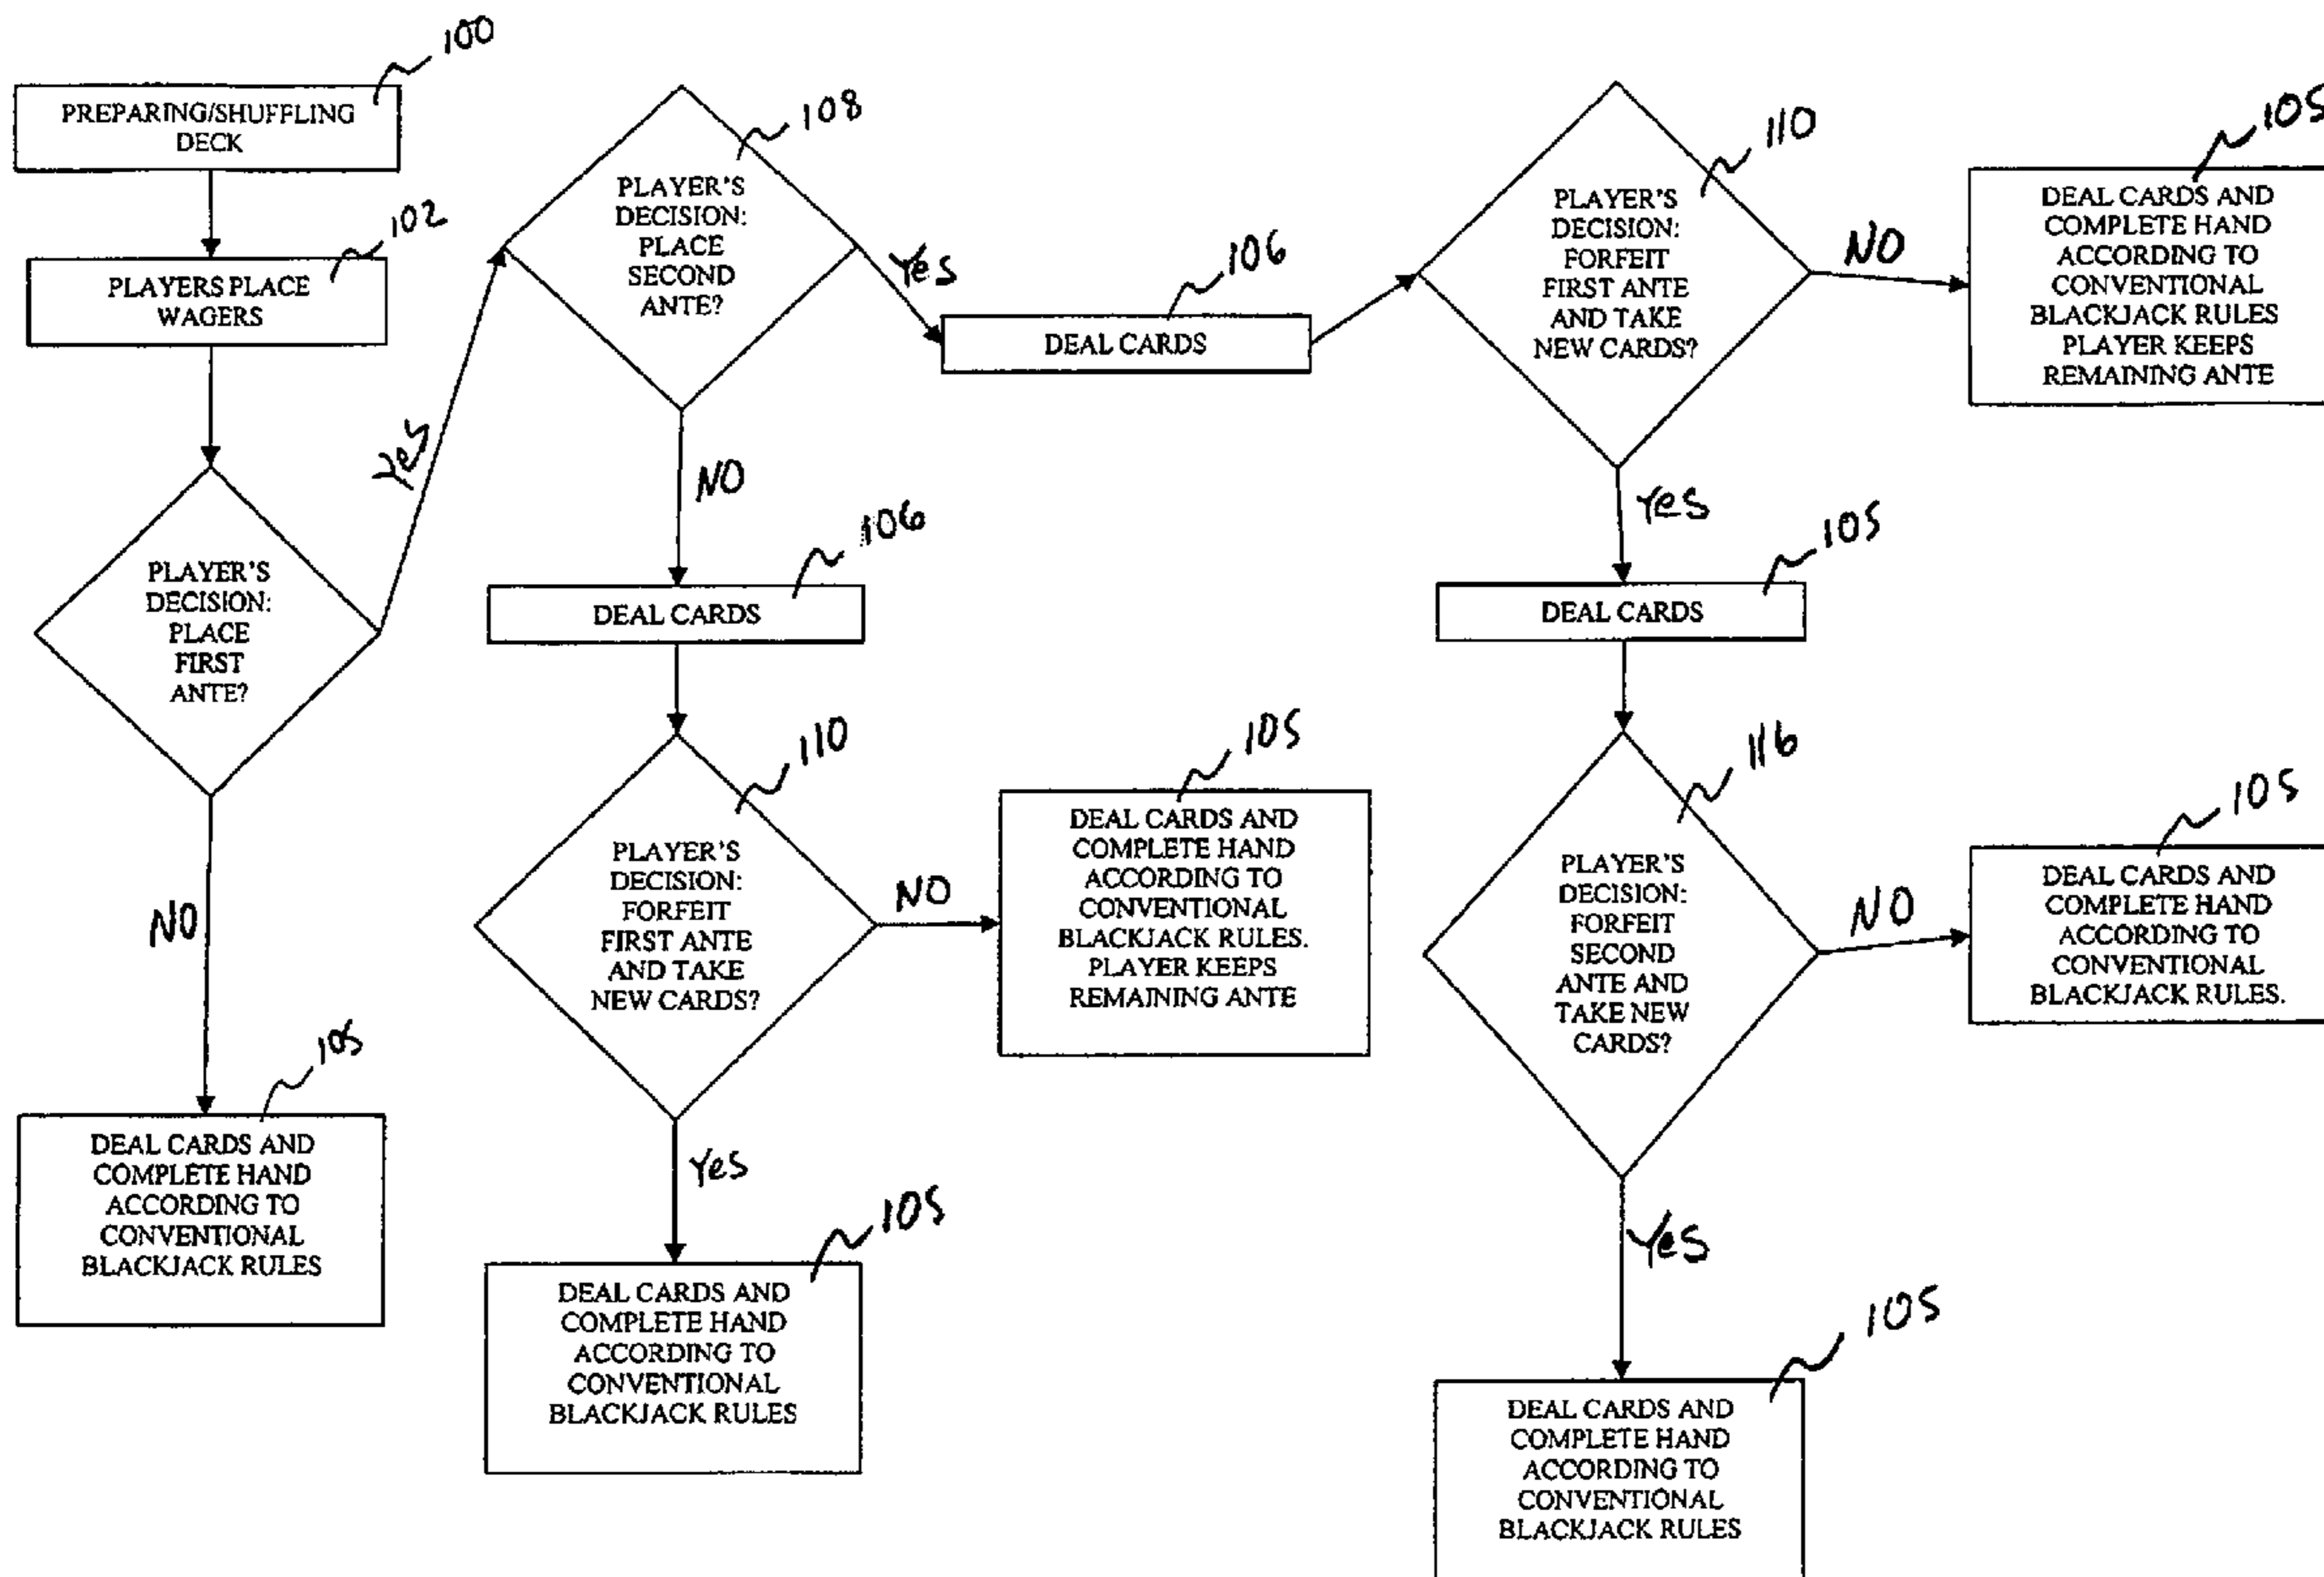 100
PREPARING/SHUFFLING
DECK
102
PLAYERS PLACE
WAGERS
PLAYER'S
DECISION:
PLACE
FIRST
ANTE?
Yes
NO
105
DEAL CARDS AND
COMPLETE HAND
ACCORDING TO
CONVENTIONAL
BLACKJACK RULES
108
PLAYER'S
DECISION:
PLACE
SECOND
ANTE?
Yes
NO
106
DEAL CARDS
110
PLAYER'S
DECISION:
FORFEIT
FIRST ANTE
AND TAKE
NEW CARDS?
NO
105
DEAL CARDS AND
COMPLETE HAND
ACCORDING TO
CONVENTIONAL
BLACKJACK RULES.
PLAYER KEEPS
REMAINING ANTE
Yes
105
DEAL CARDS AND
COMPLETE HAND
ACCORDING TO
CONVENTIONAL
BLACKJACK RULES
106
DEAL CARDS
110
PLAYER'S
DECISION:
FORFEIT
FIRST ANTE
AND TAKE
NEW CARDS?
NO
105
DEAL CARDS AND
COMPLETE HAND
ACCORDING TO
CONVENTIONAL
BLACKJACK RULES
PLAYER KEEPS
REMAINING ANTE
Yes
105
DEAL CARDS
116
PLAYER'S
DECISION:
FORFEIT
SECOND
ANTE AND
TAKE NEW
CARDS?
NO
105
DEAL CARDS AND
COMPLETE HAND
ACCORDING TO
CONVENTIONAL
BLACKJACK RULES.
Yes
105
DEAL CARDS AND
COMPLETE HAND
ACCORDING TO
CONVENTIONAL
BLACKJACK RULES